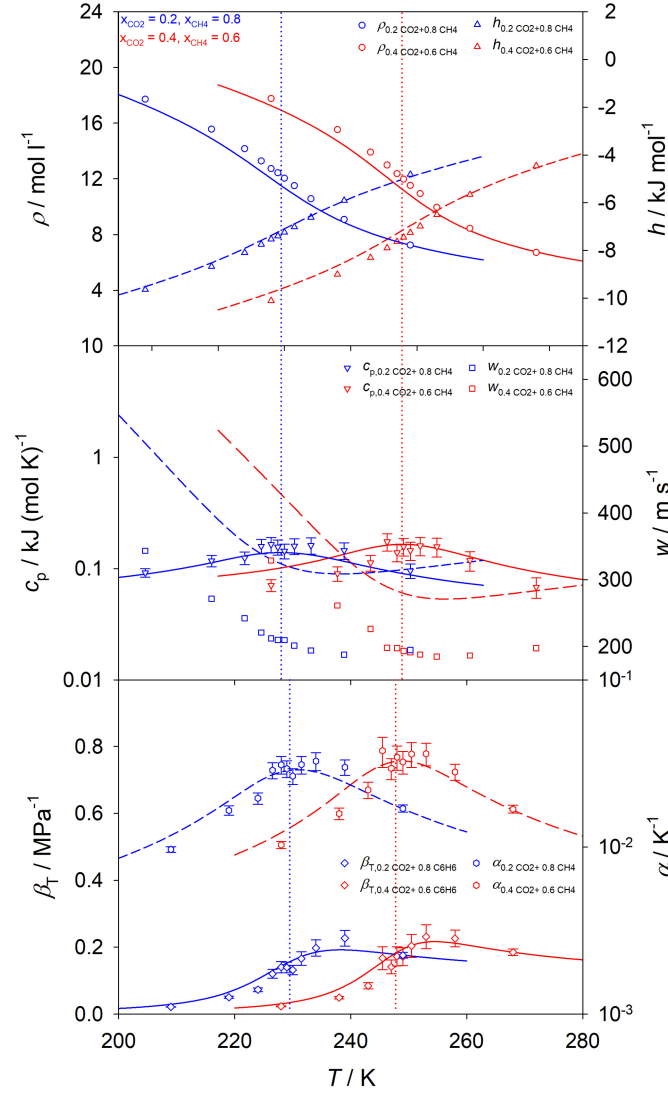 x_CO2 = 0.2, x_CH4 = 0.8
x_CO2 = 0.4, x_CH4 = 0.6
ρ_0.2 CO2+0.8 CH4
h_0.2 CO2+0.8 CH4
ρ_0.4 CO2+0.6 CH4
h_0.4 CO2+0.6 CH4
24
20
16
12
8
4
ρ / mol l^-1
2
0
-2
-4
-6
-8
-10
-12
h / kJ mol^-1
c_p,0.2 CO2+ 0.8 CH4
w_0.2 CO2+ 0.8 CH4
c_p,0.4 CO2+ 0.6 CH4
w_0.4 CO2+ 0.6 CH4
10
1
0.1
0.01
c_p / kJ (mol K)^-1
600
500
400
300
200
w / m s^-1
β_T,0.2 CO2+ 0.8 C6H6
α_0.2 CO2+ 0.8 CH4
β_T,0.4 CO2+ 0.6 C6H6
α_0.4 CO2+ 0.6 CH4
0.8
0.6
0.4
0.2
0.0
β_T / MPa^-1
10^-1
10^-2
10^-3
α / K^-1
200
220
240
260
280
T / K